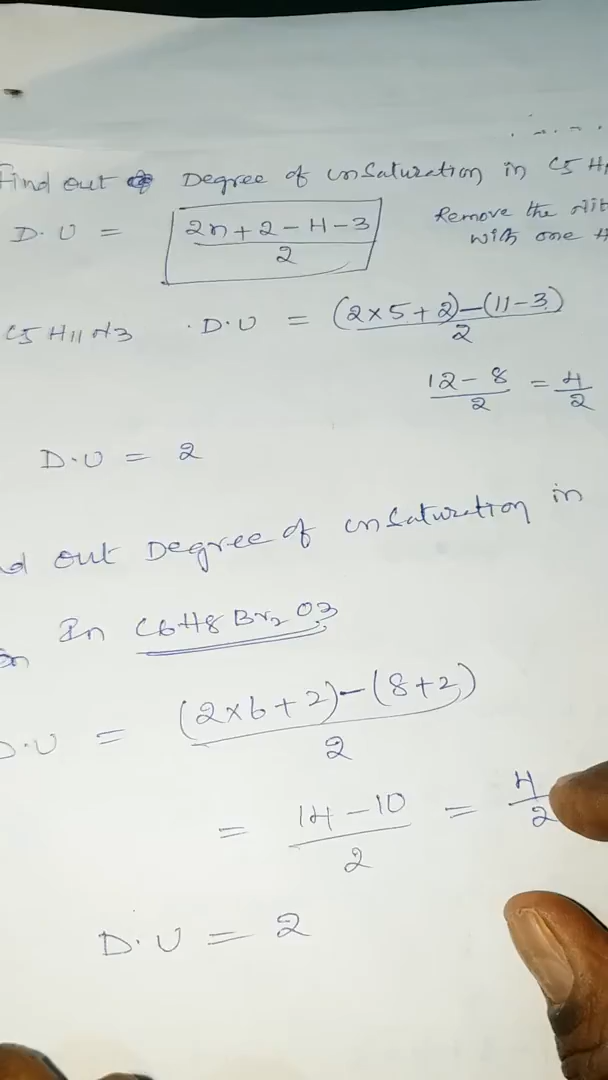 Find out Degree of unsaturation in C5 H
D.U = 2n+2-H-3 / 2
Remove the
with one H
C5 H11 N3 D.U = (2×5+2)-(11-3) / 2
12-8 / 2 = 4 / 2
D.U = 2
out Degree of unsaturation in
In C6H8 Br2 O3
D.U = (2×6+2)-(8+2) / 2
= 14-10 / 2 = 4 / 2
D.U = 2